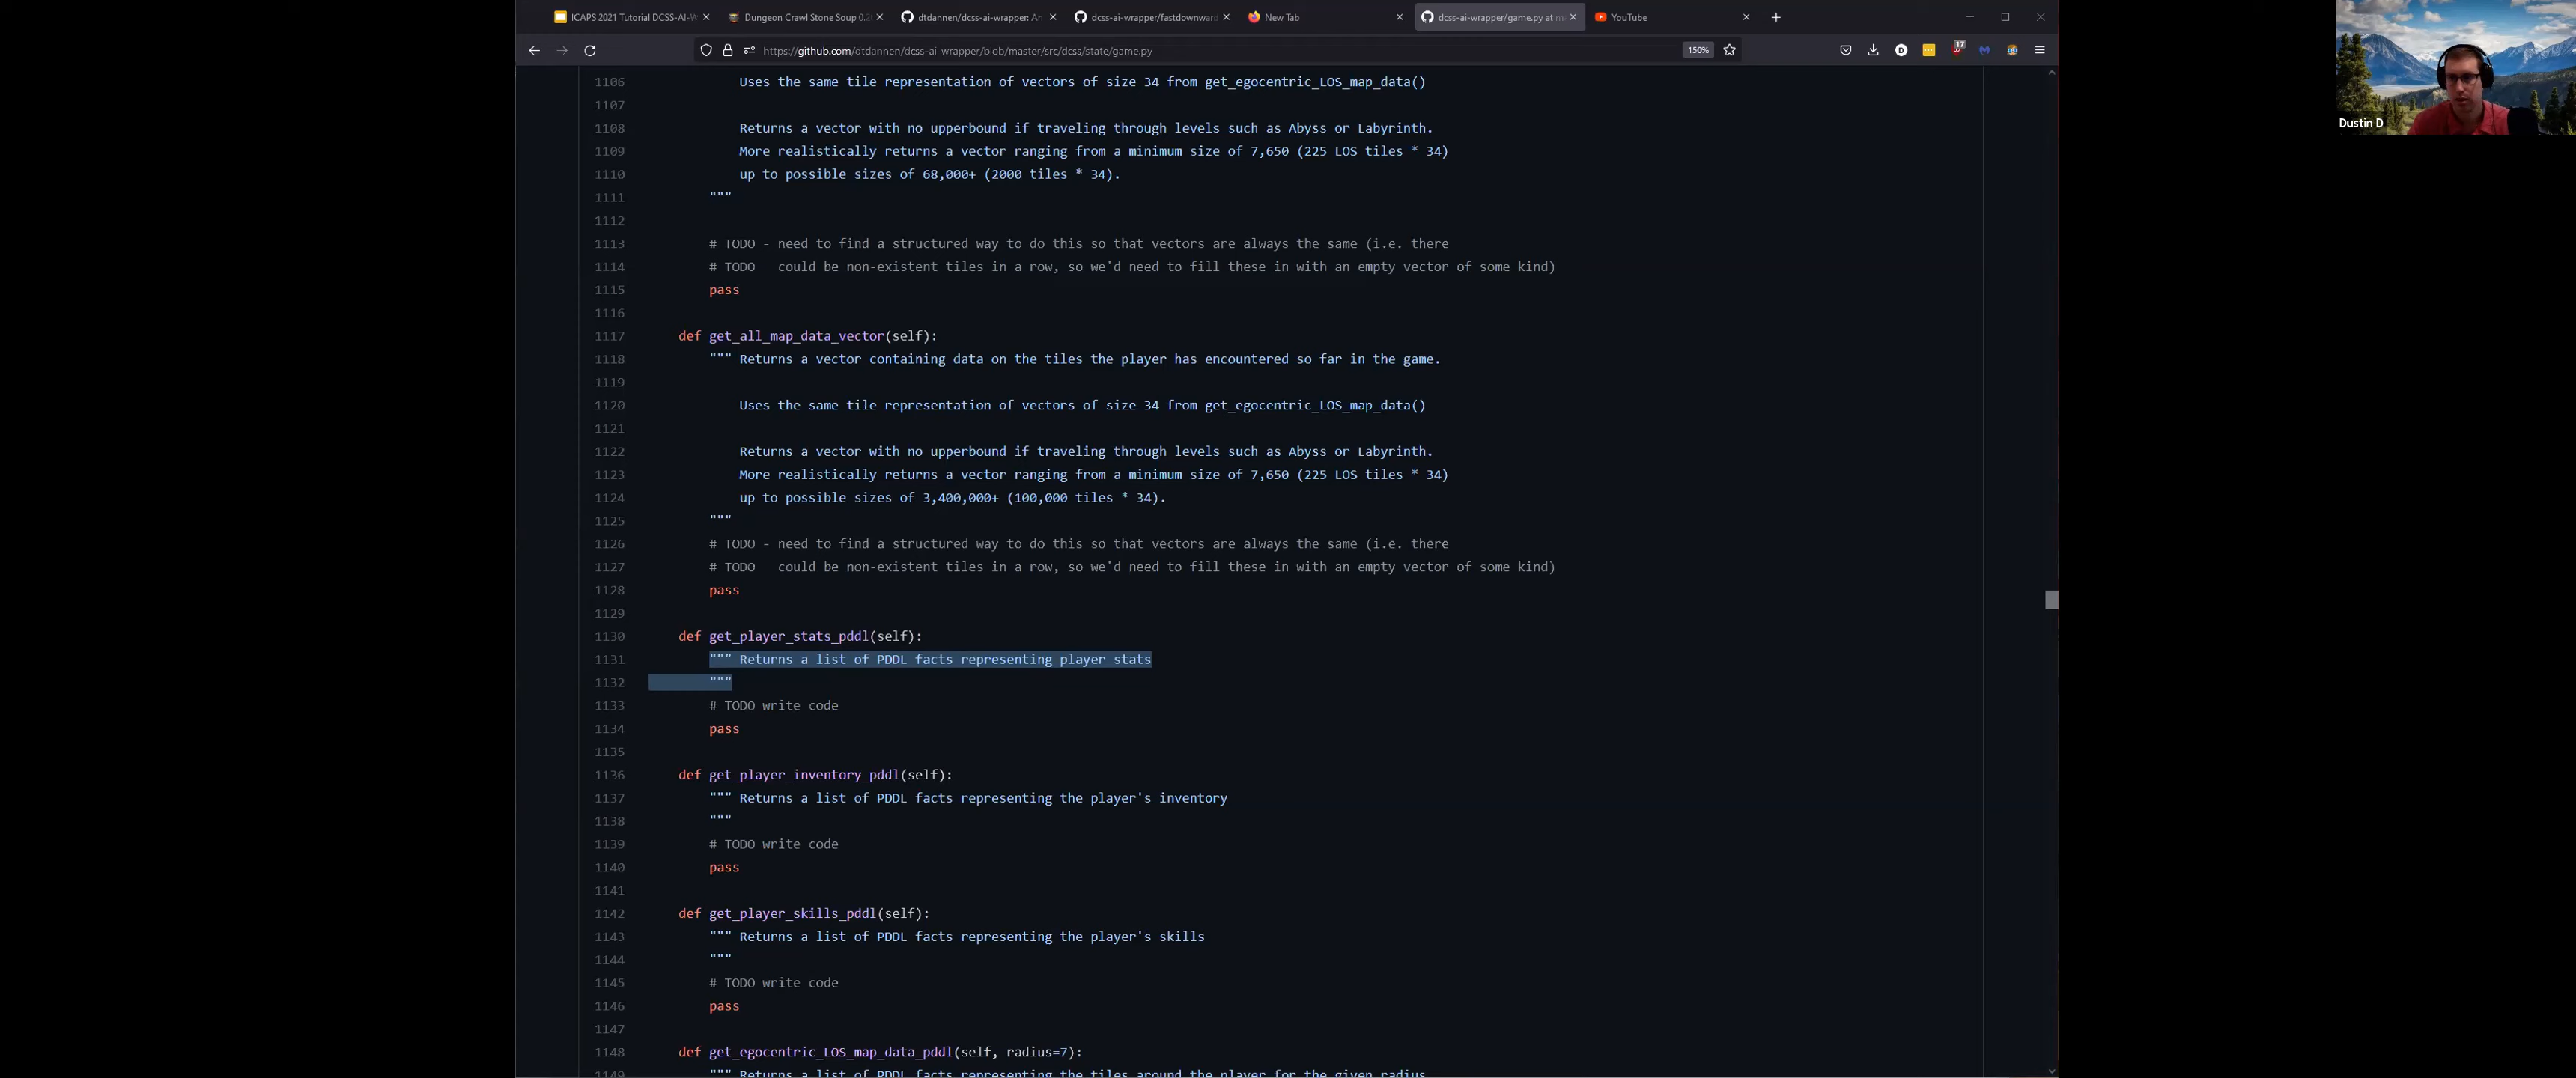 ICAPS 2021 Tutorial DCSS-AI-W
Dungeon Crawl Stone Soup 0.2
dtdannen/dcss-ai-wrapper: An
dcss-ai-wrapper/fastdownward
New Tab
dcss-ai-wrapper/game.py at m
YouTube
https://github.com/dtdannen/dcss-ai-wrapper/blob/master/src/dcss/state/game.py
150%
17
Dustin D
1106 Uses the same tile representation of vectors of size 34 from get_egocentric_LOS_map_data()
1107
1108 Returns a vector with no upperbound if traveling through levels such as Abyss or Labyrinth.
1109 More realistically returns a vector ranging from a minimum size of 7,650 (225 LOS tiles * 34)
1110 up to possible sizes of 68,000+ (2000 tiles * 34).
1111 """
1112
1113 # TODO - need to find a structured way to do this so that vectors are always the same (i.e. there
1114 # TODO could be non-existent tiles in a row, so we'd need to fill these in with an empty vector of some kind)
1115 pass
1116
1117 def get_all_map_data_vector(self):
1118 """ Returns a vector containing data on the tiles the player has encountered so far in the game.
1119
1120 Uses the same tile representation of vectors of size 34 from get_egocentric_LOS_map_data()
1121
1122 Returns a vector with no upperbound if traveling through levels such as Abyss or Labyrinth.
1123 More realistically returns a vector ranging from a minimum size of 7,650 (225 LOS tiles * 34)
1124 up to possible sizes of 3,400,000+ (100,000 tiles * 34).
1125 """
1126 # TODO - need to find a structured way to do this so that vectors are always the same (i.e. there
1127 # TODO could be non-existent tiles in a row, so we'd need to fill these in with an empty vector of some kind)
1128 pass
1129
1130 def get_player_stats_pddl(self):
1131 """ Returns a list of PDDL facts representing player stats
1132 """
1133 # TODO write code
1134 pass
1135
1136 def get_player_inventory_pddl(self):
1137 """ Returns a list of PDDL facts representing the player's inventory
1138 """
1139 # TODO write code
1140 pass
1141
1142 def get_player_skills_pddl(self):
1143 """ Returns a list of PDDL facts representing the player's skills
1144 """
1145 # TODO write code
1146 pass
1147
1148 def get_egocentric_LOS_map_data_pddl(self, radius=7):
1149 """ Returns a list of PDDL facts representing the tiles around the player for the given radius